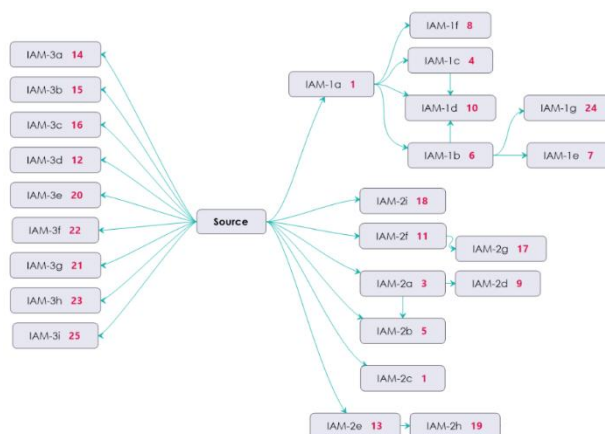 IAM-3a 14
IAM-3b 15
IAM-3c 16
IAM-3d 12
IAM-3e 20
IAM-3f 22
IAM-3g 21
IAM-3h 23
IAM-3i 25
Source
IAM-1a 1
IAM-1f 8
IAM-1c 4
IAM-1d 10
IAM-1b 6
IAM-1g 24
IAM-1e 7
IAM-2i 18
IAM-2f 11
IAM-2g 17
IAM-2a 3
IAM-2d 9
IAM-2b 5
IAM-2c 1
IAM-2e 13
IAM-2h 19